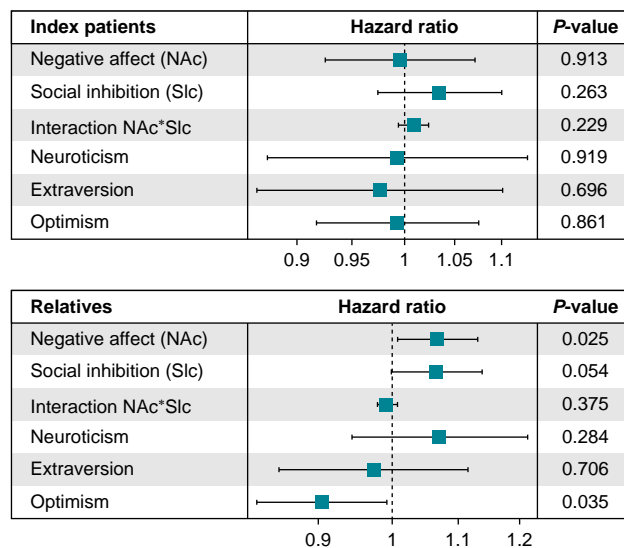 Index patients Hazard ratio P-value
Negative affect (NAc) 0.913
Social inhibition (SIc) 0.263
Interaction NAc*SIc 0.229
Neuroticism 0.919
Extraversion 0.696
Optimism 0.861
0.9 0.95 1 1.05 1.1
Relatives Hazard ratio P-value
Negative affect (NAc) 0.025
Social inhibition (SIc) 0.054
Interaction NAc*SIc 0.375
Neuroticism 0.284
Extraversion 0.706
Optimism 0.035
0.9 1 1.1 1.2